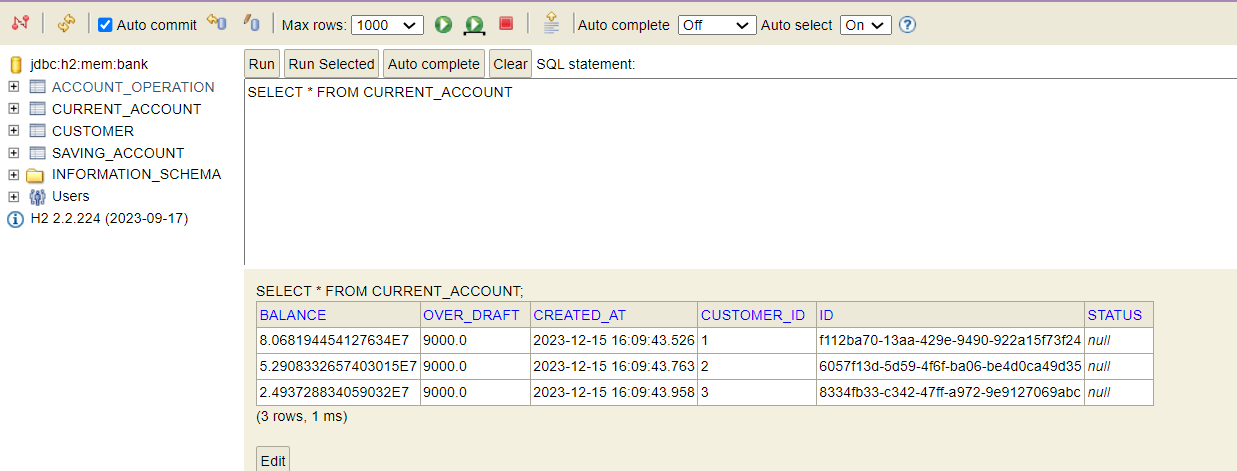 Auto commit Max rows: 1000 Auto complete Off Auto select On ?
jdbc:h2:mem:bank
ACCOUNT_OPERATION
CURRENT_ACCOUNT
CUSTOMER
SAVING_ACCOUNT
INFORMATION_SCHEMA
Users
H2 2.2.224 (2023-09-17)
Run Run Selected Auto complete Clear SQL statement:
SELECT * FROM CURRENT_ACCOUNT
SELECT * FROM CURRENT_ACCOUNT;
BALANCE OVER_DRAFT CREATED_AT CUSTOMER_ID ID STATUS
8.068194454127634E7 9000.0 2023-12-15 16:09:43.526 1 f112ba70-13aa-429e-9490-922a15f73f24 null
5.2908332657403015E7 9000.0 2023-12-15 16:09:43.763 2 6057f13d-5d59-4f6f-ba06-be4d0ca49d35 null
2.493728834059032E7 9000.0 2023-12-15 16:09:43.958 3 8334fb33-c342-47ff-a972-9e9127069abc null
(3 rows, 1 ms)
Edit